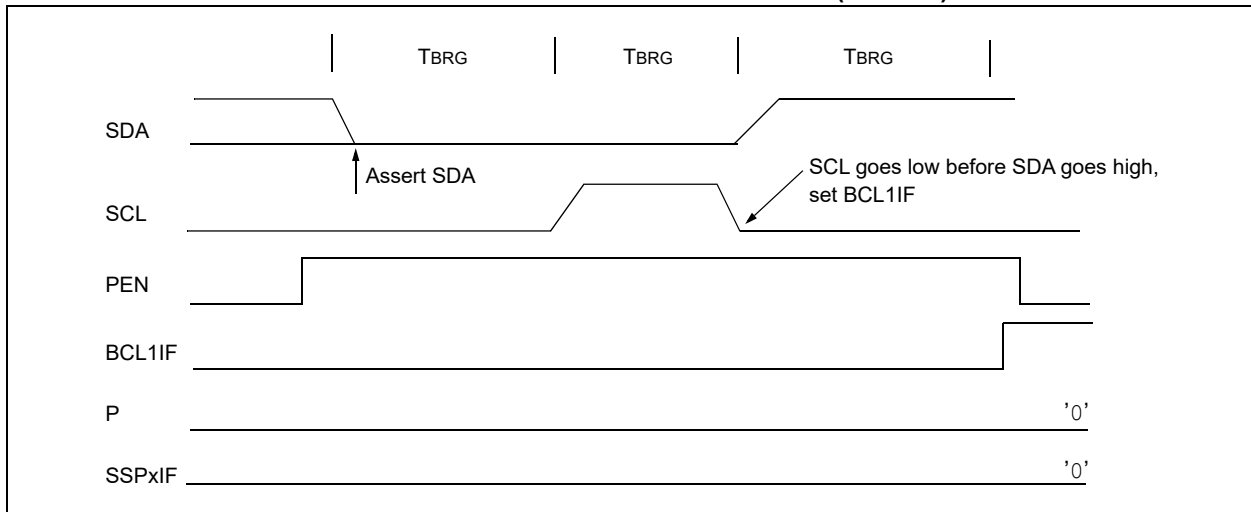 TBRG TBRG TBRG
SDA
Assert SDA
SCL goes low before SDA goes high,
set BCL1IF
SCL
PEN
BCL1IF
P '0'
SSPxIF '0'